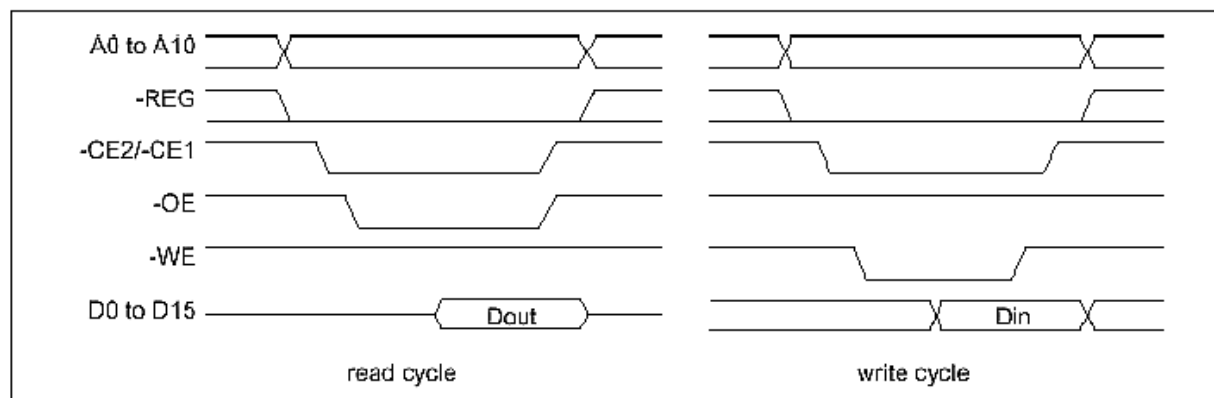 A0 to A10
-REG
-CE2/-CE1
-OE
-WE
D0 to D15
Dout
Din
read cycle
write cycle